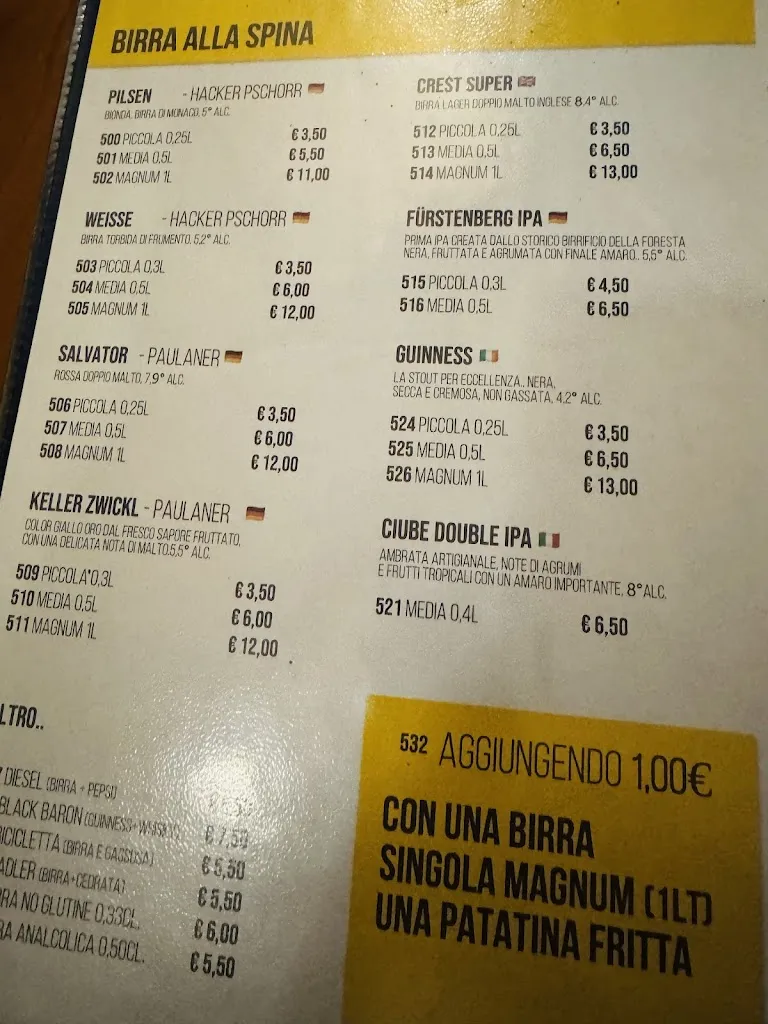 BIRRA ALLA SPINA
PILSEN - HACKER PSCHORR
BIONDA, BIRRA DI MONACO, 5° ALC.
500 PICCOLA 0,25L € 3,50
501 MEDIA 0,5L € 5,50
502 MAGNUM 1L € 11,00
WEISSE - HACKER PSCHORR
BIRRA TORBIDA DI FRUMENTO, 5,2° ALC.
503 PICCOLA 0,3L € 3,50
504 MEDIA 0,5L € 6,00
505 MAGNUM 1L € 12,00
SALVATOR - PAULANER
ROSSA DOPPIO MALTO, 7,9° ALC.
506 PICCOLA 0,25L € 3,50
507 MEDIA 0,5L € 6,00
508 MAGNUM 1L € 12,00
KELLER ZWICKL - PAULANER
COLOR GIALLO ORO DAL FRESCO SAPORE FRUTTATO,
CON UNA DELICATA NOTA DI MALTO.5,5° ALC.
509 PICCOLA 0,3L € 3,50
510 MEDIA 0,5L € 6,00
511 MAGNUM 1L € 12,00
LTRO..
DIESEL (BIRRA + PEPSI)
BLACK BARON (GUINNESS+WHISKY) € 7,50
ICICLETTA (BIRRA E GASSOSA) € 5,50
ADLER (BIRRA+CEDRATA) € 5,50
RA NO GLUTINE 0,33CL. € 6,00
RA ANALCOLICA 0,50CL. € 5,50
CREST SUPER
BIRRA LAGER DOPPIO MALTO INGLESE 8,4° ALC.
512 PICCOLA 0,25L € 3,50
513 MEDIA 0,5L € 6,50
514 MAGNUM 1L € 13,00
FÜRSTENBERG IPA
PRIMA IPA CREATA DALLO STORICO BIRRIFICIO DELLA FORESTA
NERA, FRUTTATA E AGRUMATA CON FINALE AMARO.. 5,5° ALC.
515 PICCOLA 0,3L € 4,50
516 MEDIA 0,5L € 6,50
GUINNESS
LA STOUT PER ECCELLENZA.. NERA,
SECCA E CREMOSA, NON GASSATA, 4.2° ALC.
524 PICCOLA 0,25L € 3,50
525 MEDIA 0,5L € 6,50
526 MAGNUM 1L € 13,00
CIUBE DOUBLE IPA
AMBRATA ARTIGIANALE, NOTE DI AGRUMI
E FRUTTI TROPICALI CON UN AMARO IMPORTANTE, 8° ALC.
521 MEDIA 0,4L € 6,50
532 AGGIUNGENDO 1,00€
CON UNA BIRRA
SINGOLA MAGNUM (1LT)
UNA PATATINA FRITTA